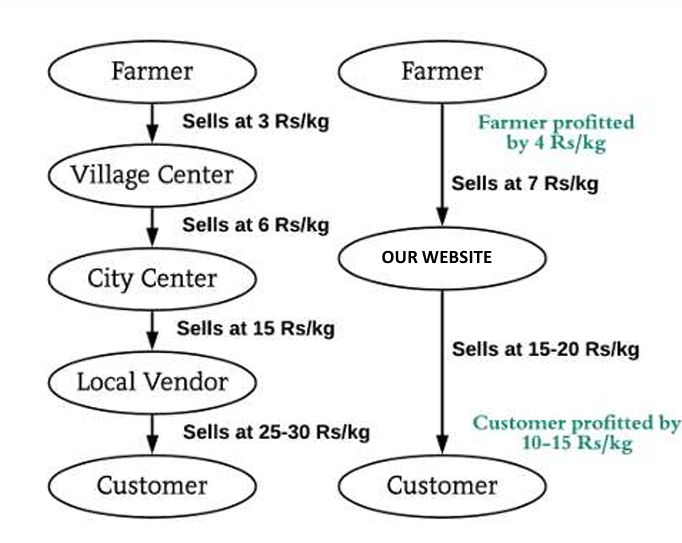 Farmer
Sells at 3 Rs/kg
Village Center
Sells at 6 Rs/kg
City Center
Sells at 15 Rs/kg
Local Vendor
Sells at 25-30 Rs/kg
Customer
Farmer
Farmer profitted
by 4 Rs/kg
Sells at 7 Rs/kg
OUR WEBSITE
Sells at 15-20 Rs/kg
Customer profitted by
10-15 Rs/kg
Customer